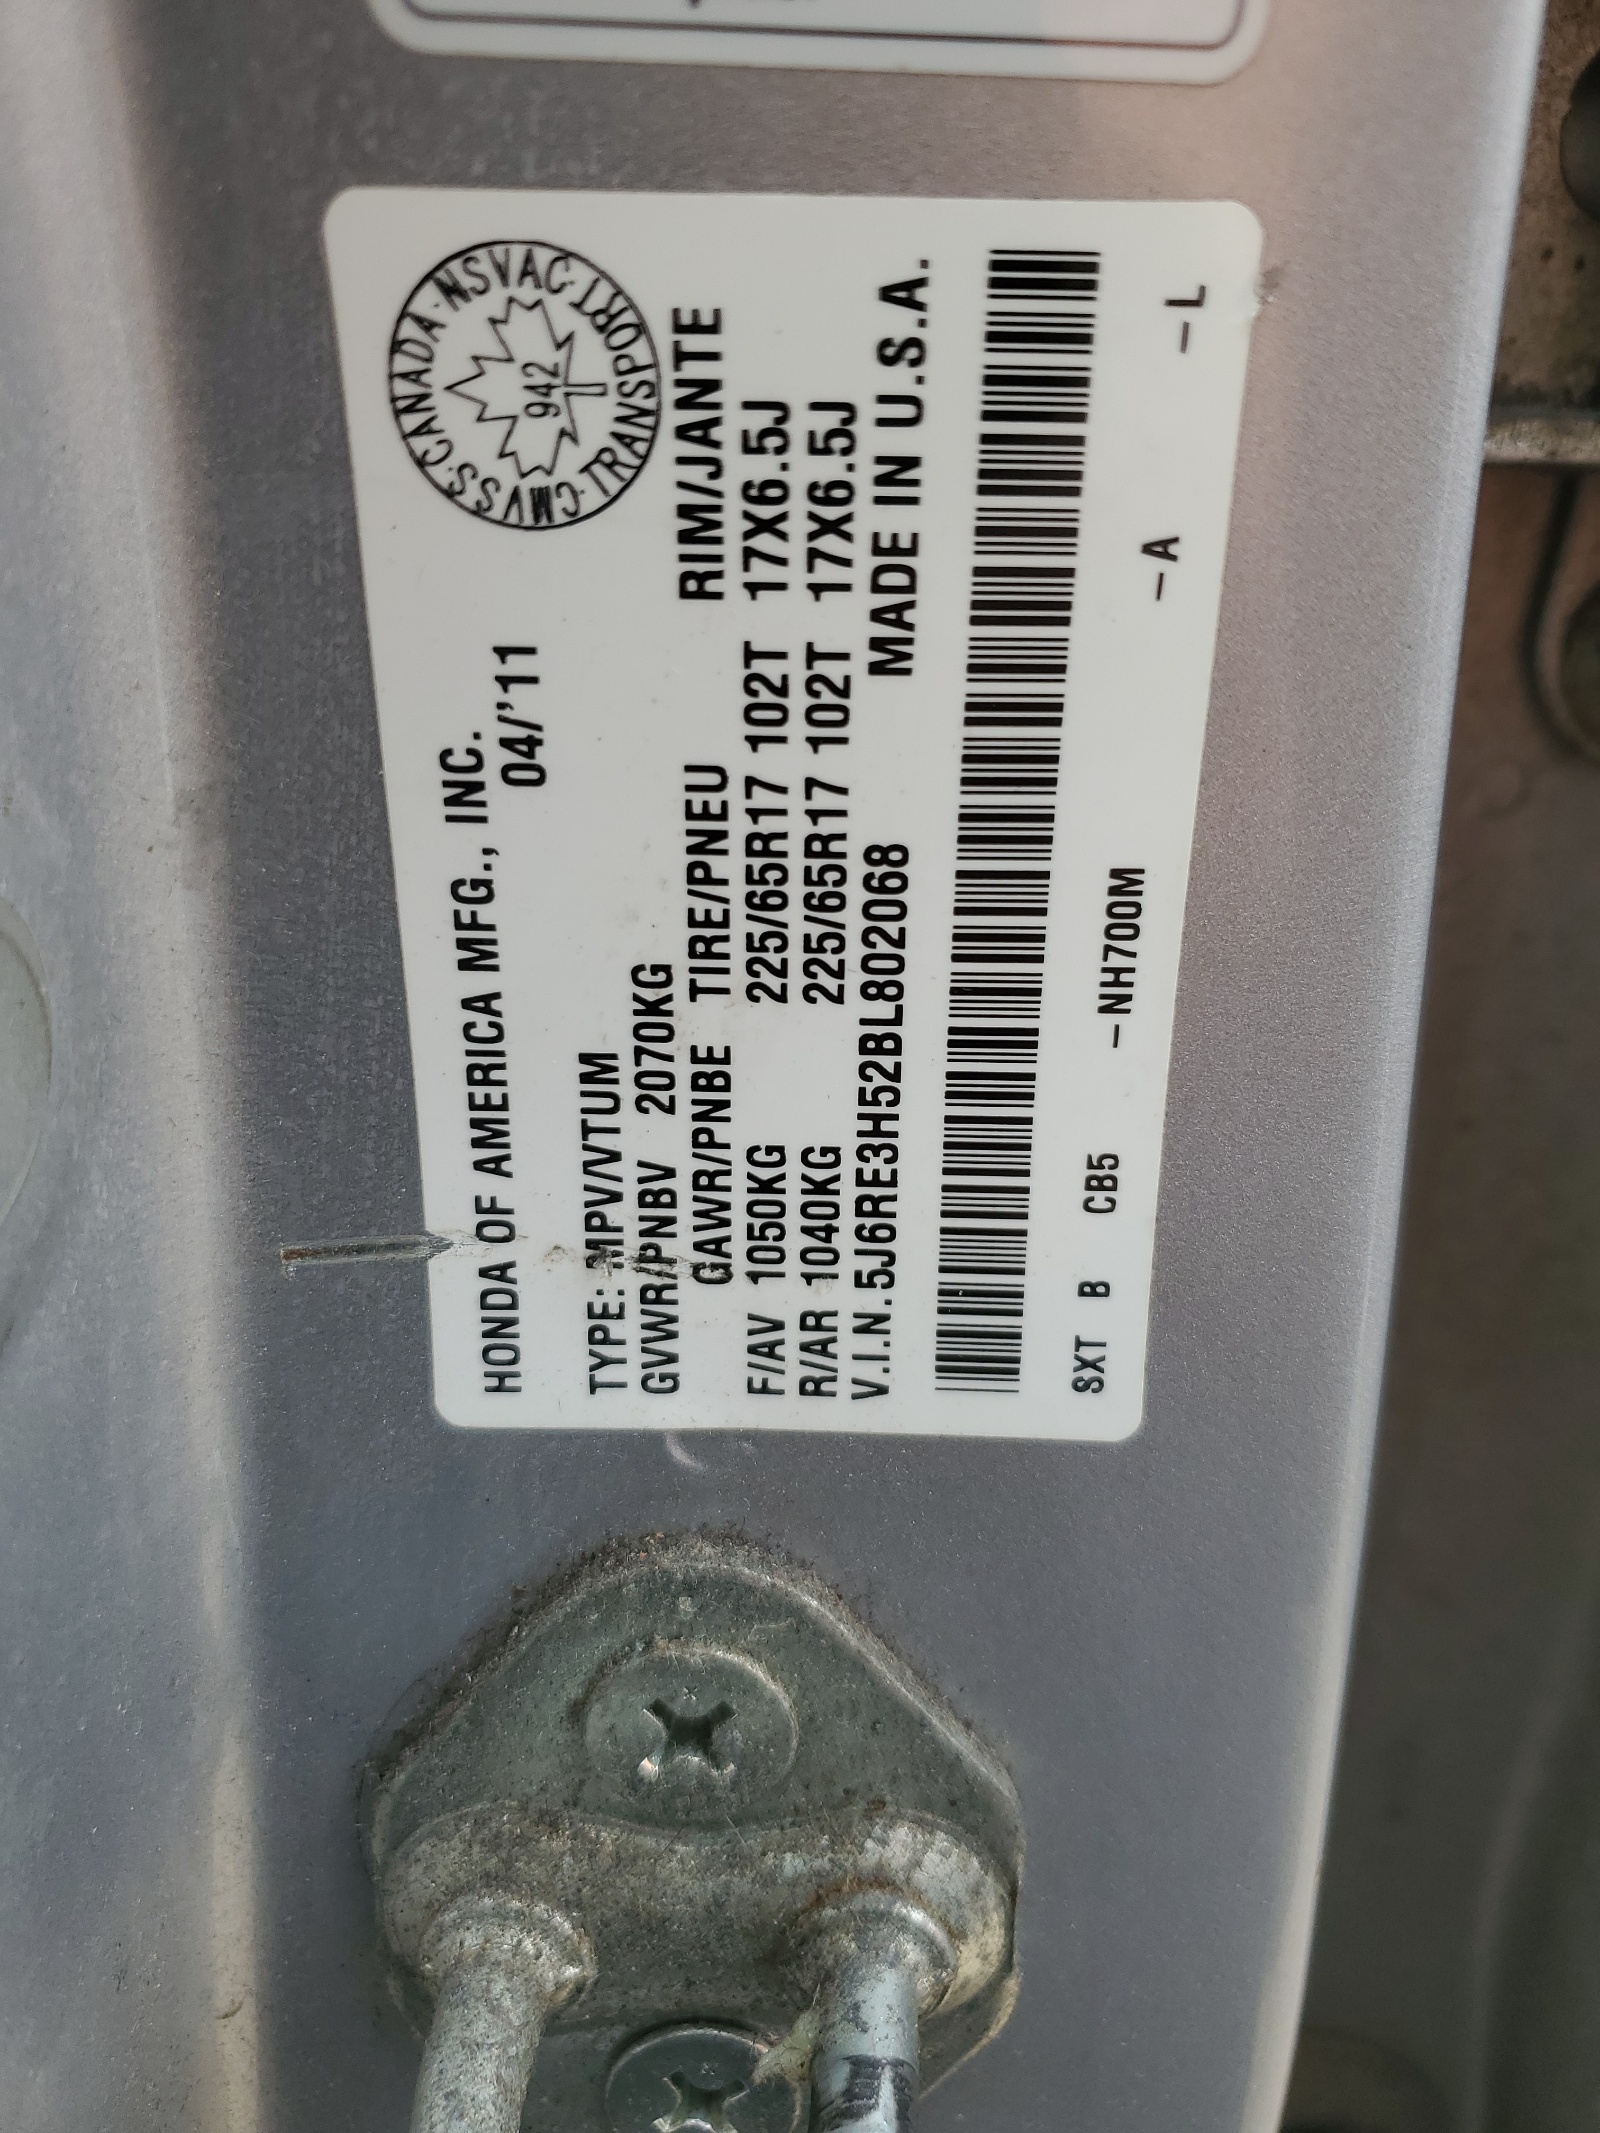 HONDA OF AMERICA MFG., INC.
04/'11
CMVSS·CANADA·NSVAC·TRANSPORT·TRANSPORT·
942
TYPE: MPV/VTUM
GVWR/PNBV 2070KG
GAWR/PNBE TIRE/PNEU RIM/JANTE
F/AV 1050KG 225/65R17 102T 17X6.5J
R/AR 1040KG 225/65R17 102T 17X6.5J
V.I.N.5J6RE3H52BL802068 MADE IN U.S.A.
SXT B CB5 -NH700M -A -L